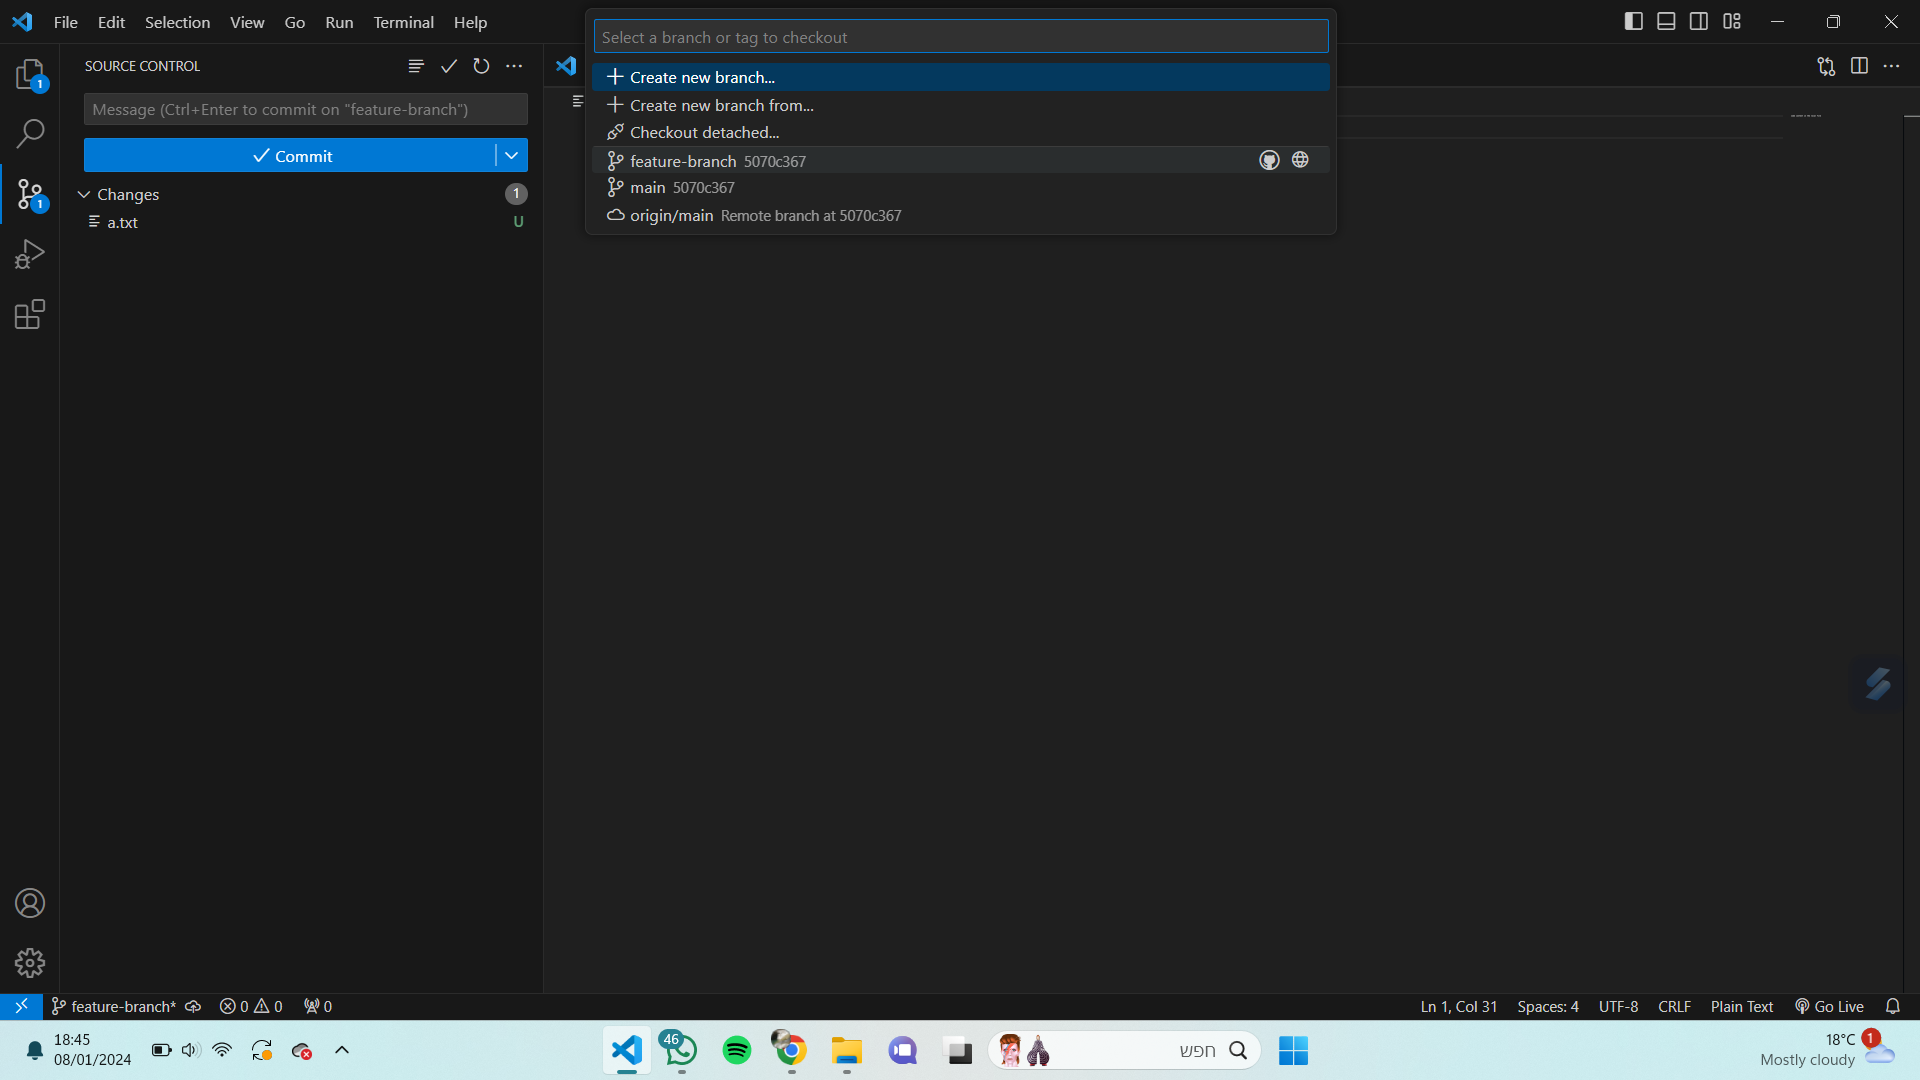 File Edit Selection View Go Run Terminal Help
Select a branch or tag to checkout
Create new branch...
Create new branch from...
Checkout detached...
feature-branch 5070c367
main 5070c367
origin/main Remote branch at 5070c367
SOURCE CONTROL
Message (Ctrl+Enter to commit on "feature-branch")
Commit
Changes 1
a.txt U
1
1
feature-branch* 0 0 0
Ln 1, Col 31 Spaces: 4 UTF-8 CRLF Plain Text Go Live
18:45
08/01/2024
46
חפש
18°C
Mostly cloudy
1